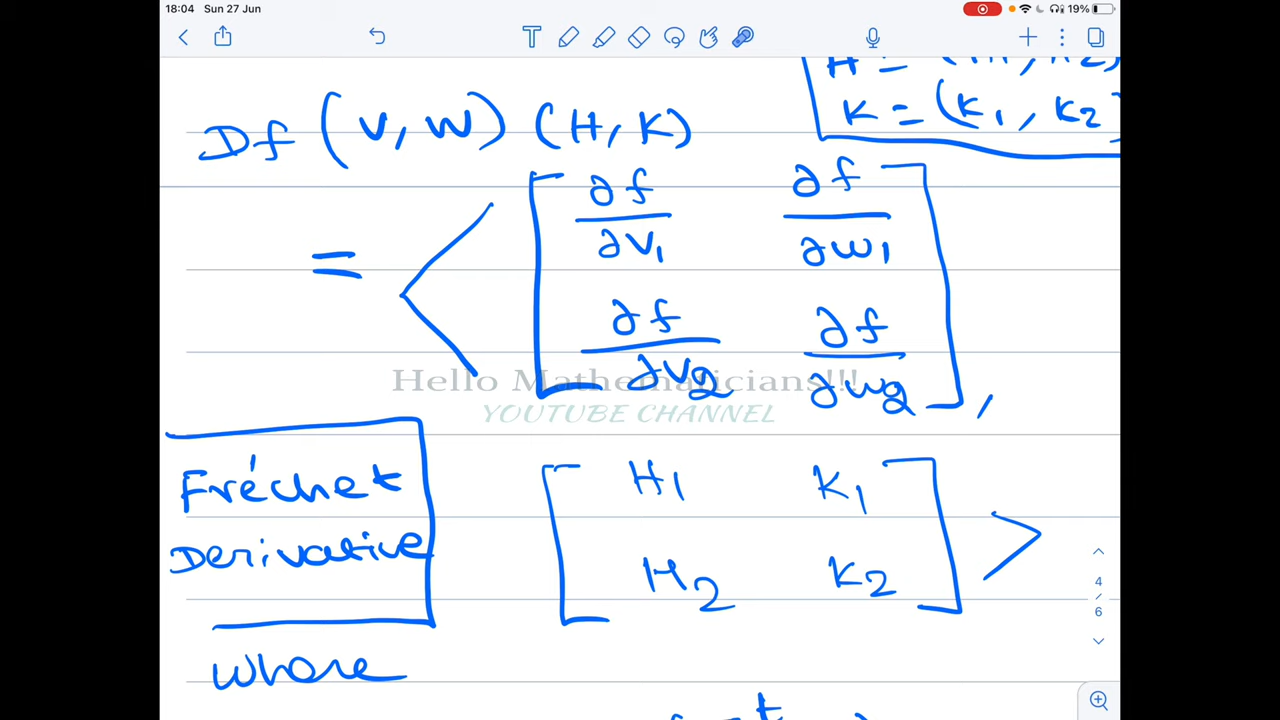 18:04 Sun 27 Jun 19%
K = (K1, K2)
Df (V, W) (H, K)
= < [ ∂f/∂V1 ∂f/∂W1
∂f/∂V2 ∂f/∂W2 ] ,
Hello Mathematicians!!!
YOUTUBE CHANNEL
[ H1 K1
H2 K2 ] >
Fréchet
Derivative
4
/
6
where